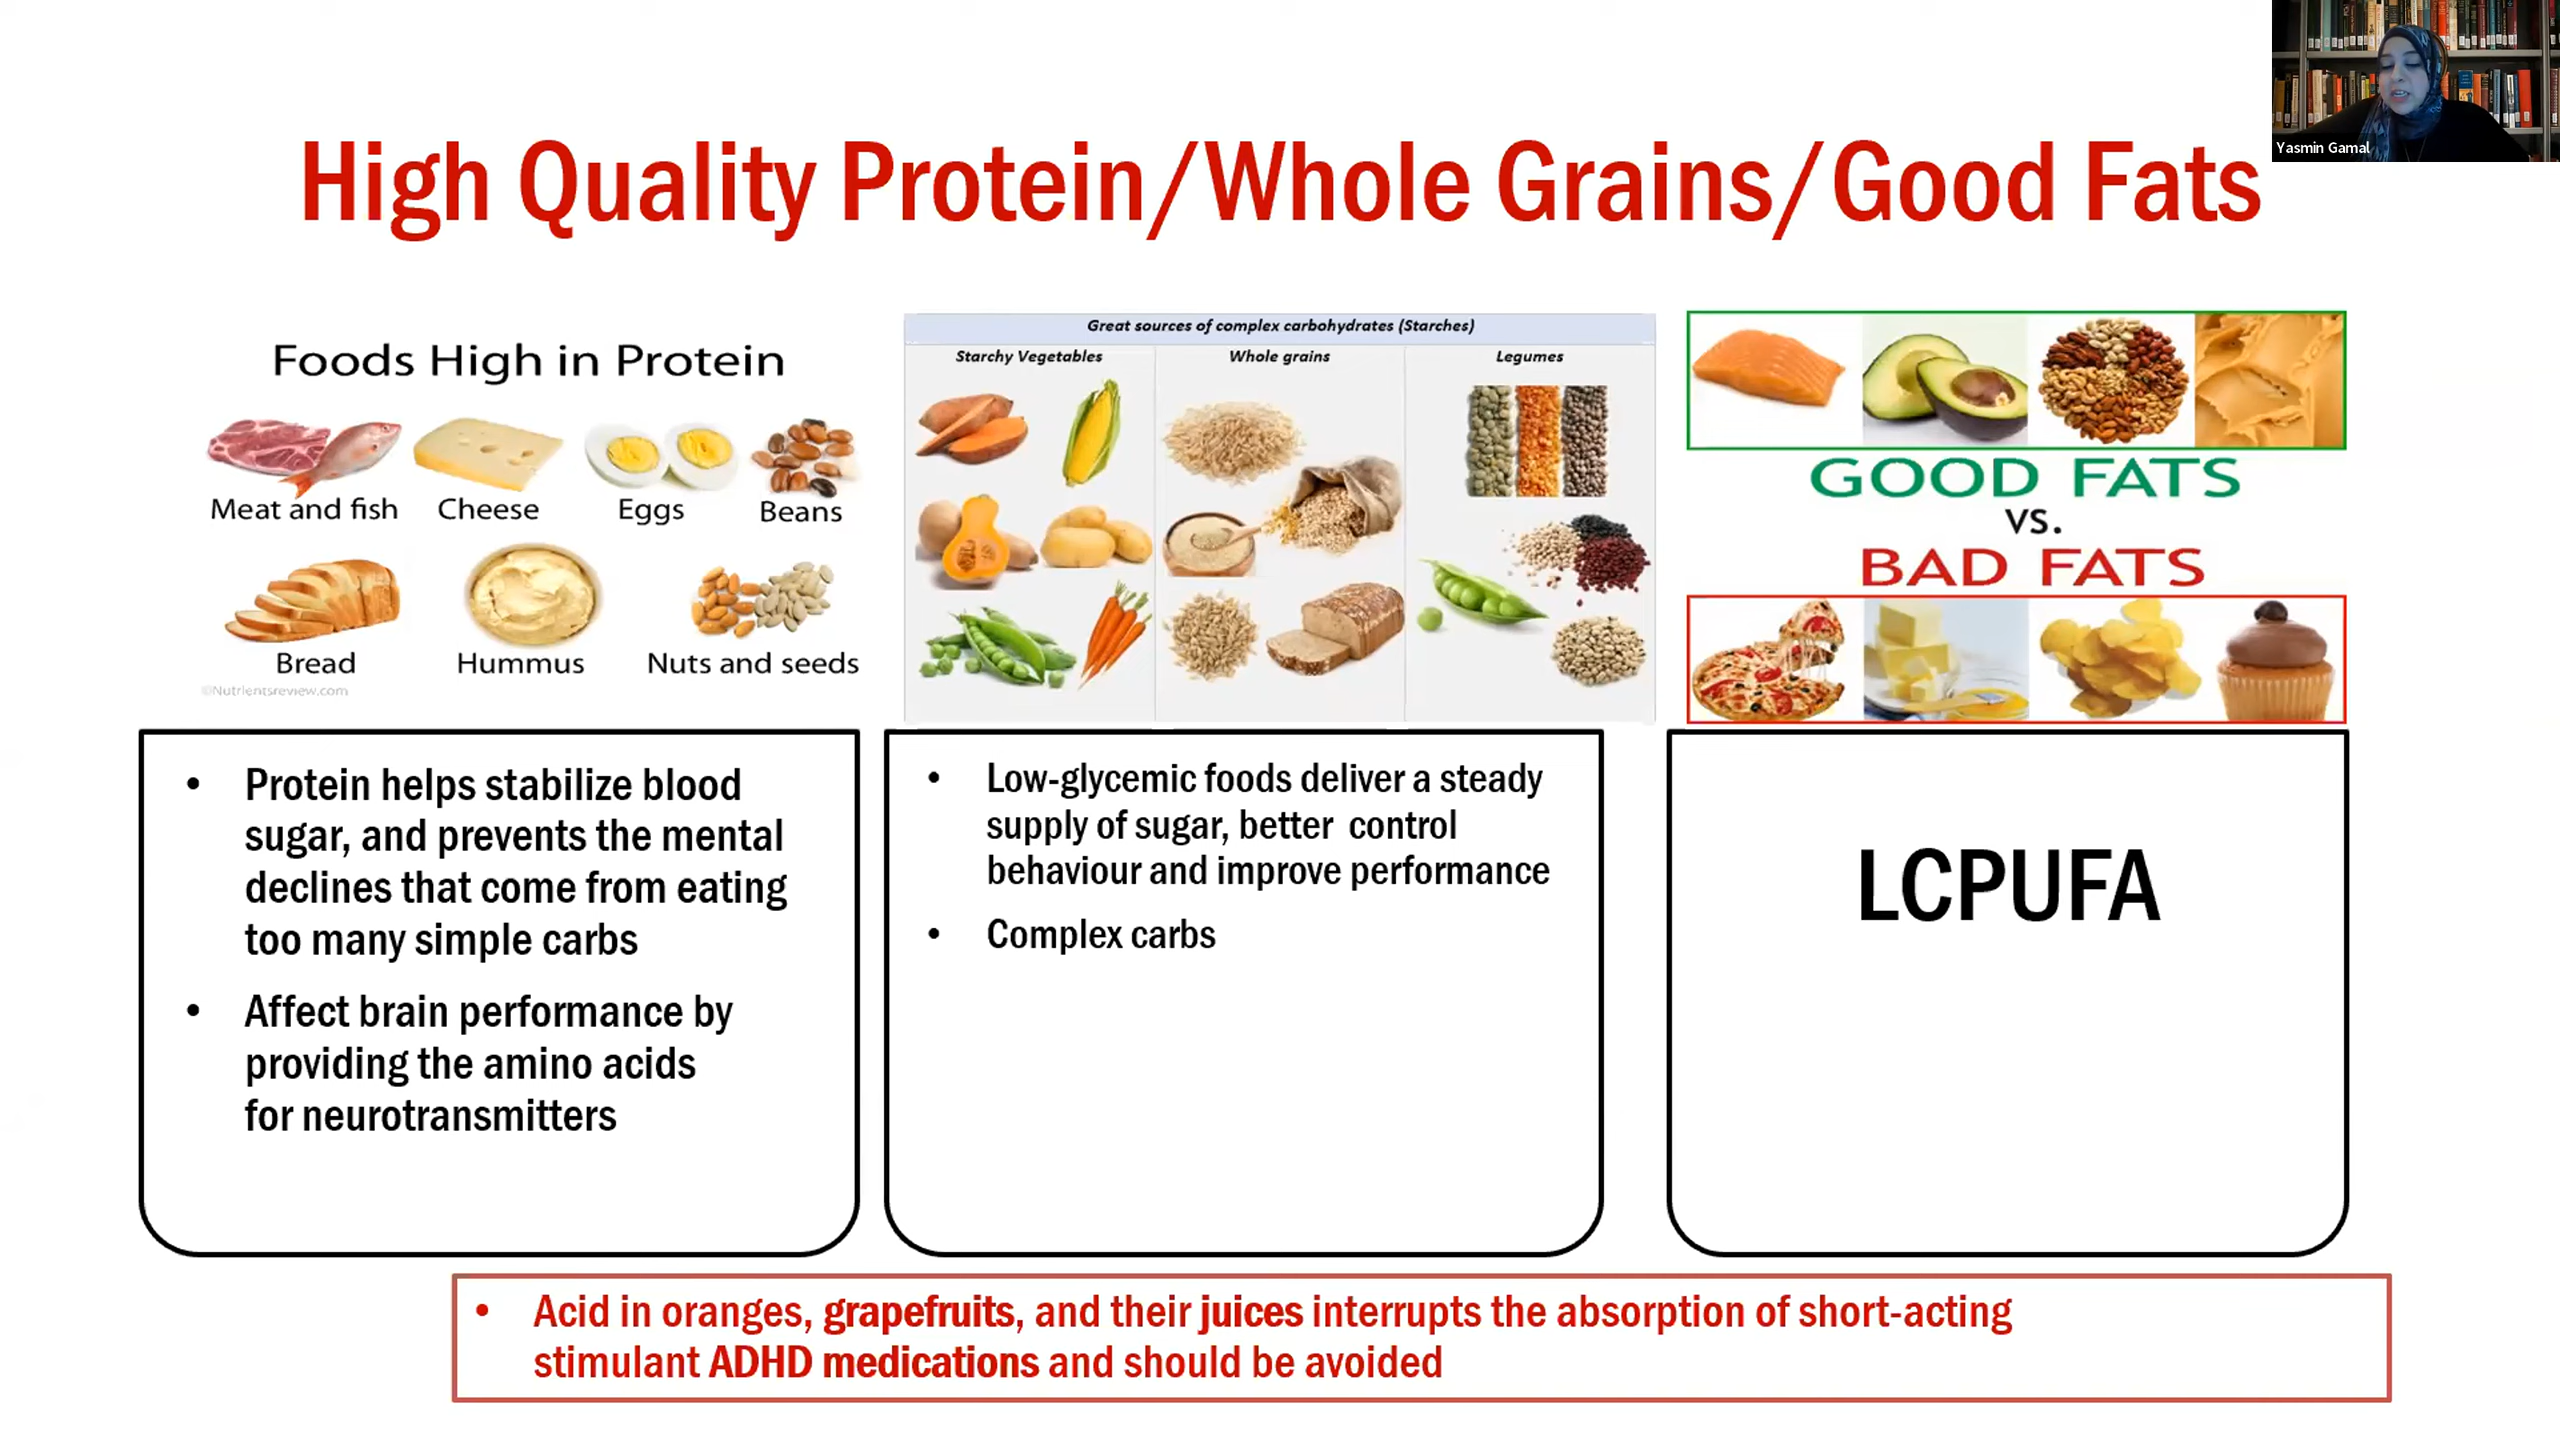 Yasmin Gamal
High Quality Protein/Whole Grains/Good Fats
Foods High in Protein
Meat and fish
Cheese
Eggs
Beans
Bread
Hummus
Nuts and seeds
©Nutrientsreview.com
Great sources of complex carbohydrates (Starches)
Starchy Vegetables
Whole grains
Legumes
GOOD FATS
VS.
BAD FATS
• Protein helps stabilize blood
sugar, and prevents the mental
declines that come from eating
too many simple carbs
• Affect brain performance by
providing the amino acids
for neurotransmitters
• Low-glycemic foods deliver a steady
supply of sugar, better control
behaviour and improve performance
• Complex carbs
LCPUFA
• Acid in oranges, grapefruits, and their juices interrupts the absorption of short-acting
stimulant ADHD medications and should be avoided